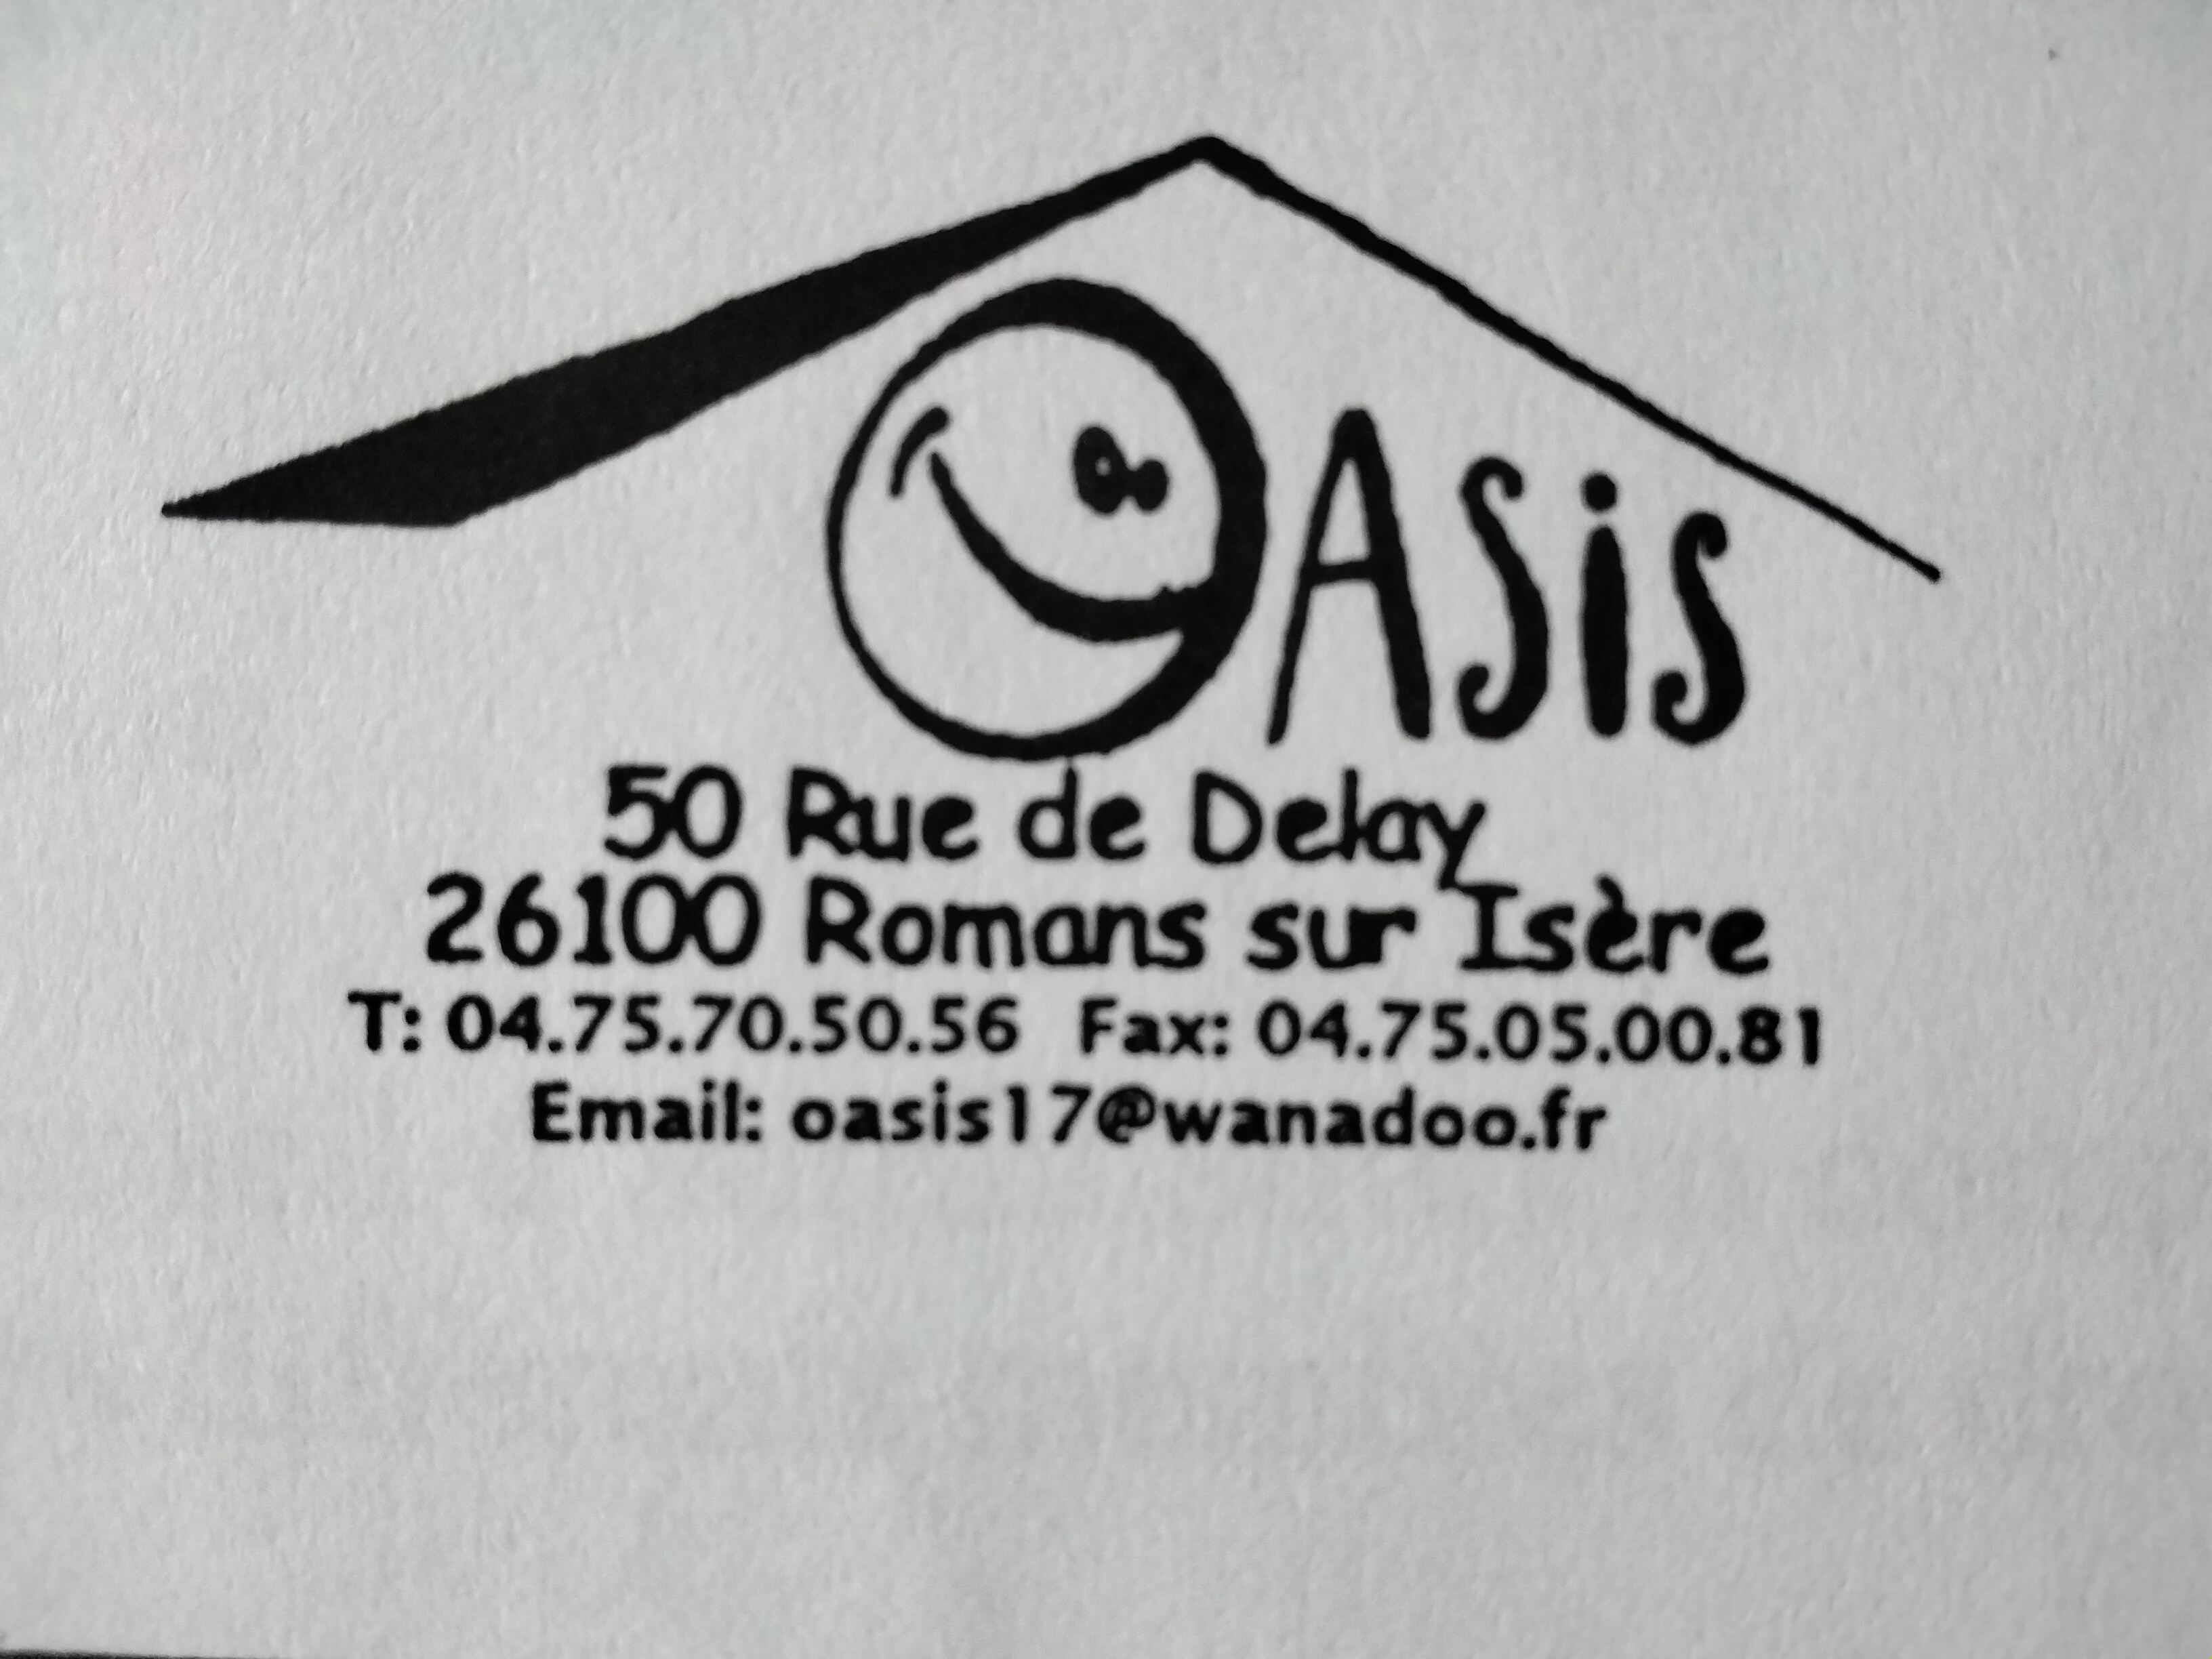 OAsis
50 Rue de Delay
26100 Romans sur Isère
T: 04.75.70.50.56 Fax: 04.75.05.00.81
Email: oasis17@wanadoo.fr